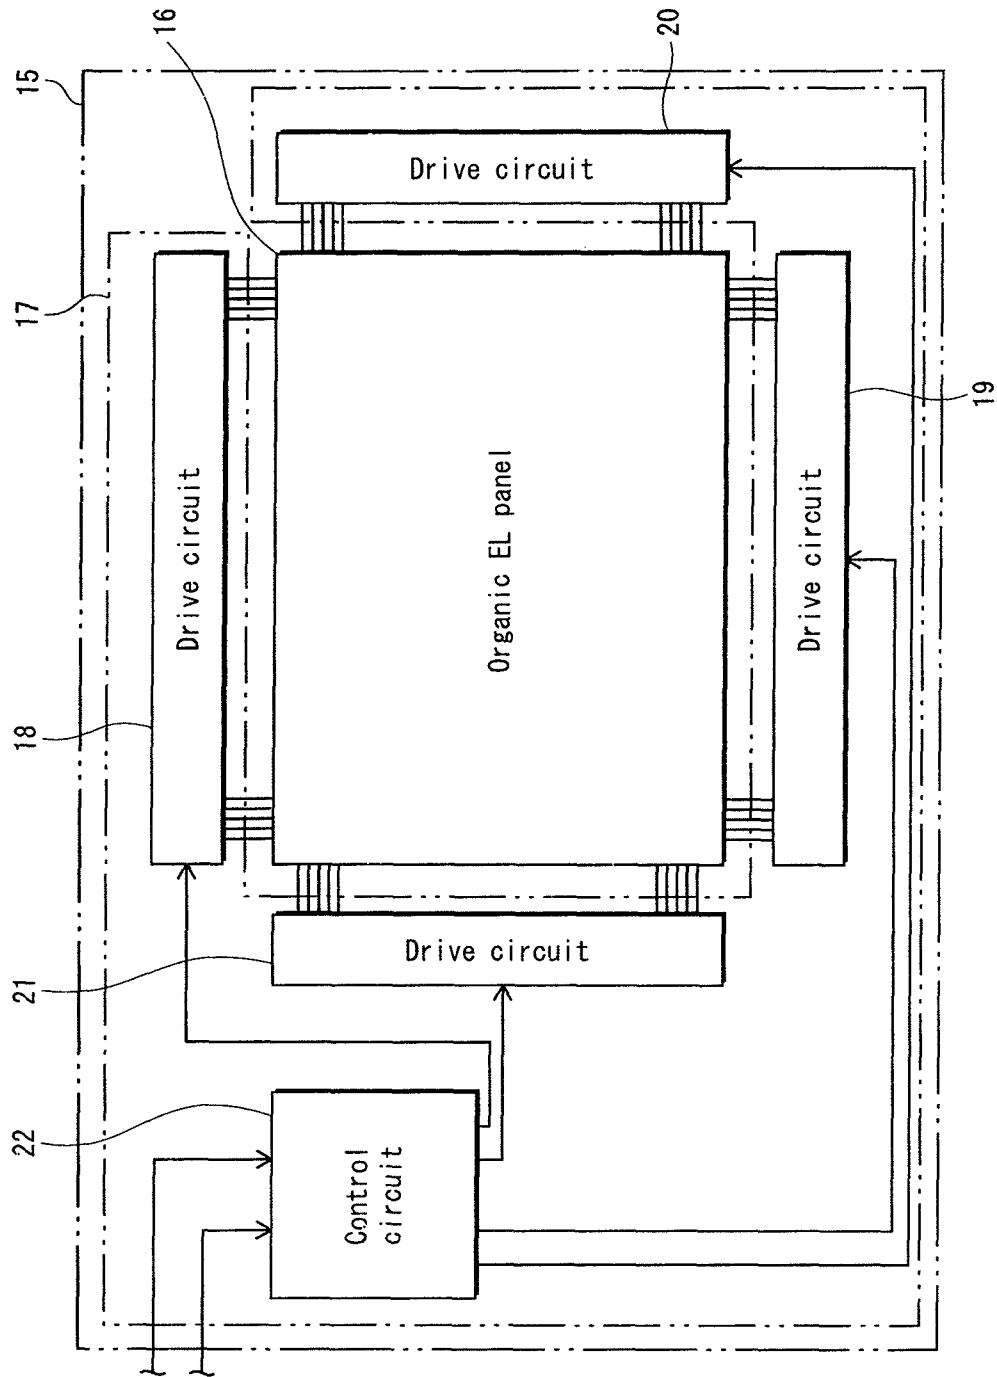 15
16
20
17
Drive circuit
Drive circuit
Organic EL panel
Drive circuit
19
18
Drive circuit
21
22
Control
circuit